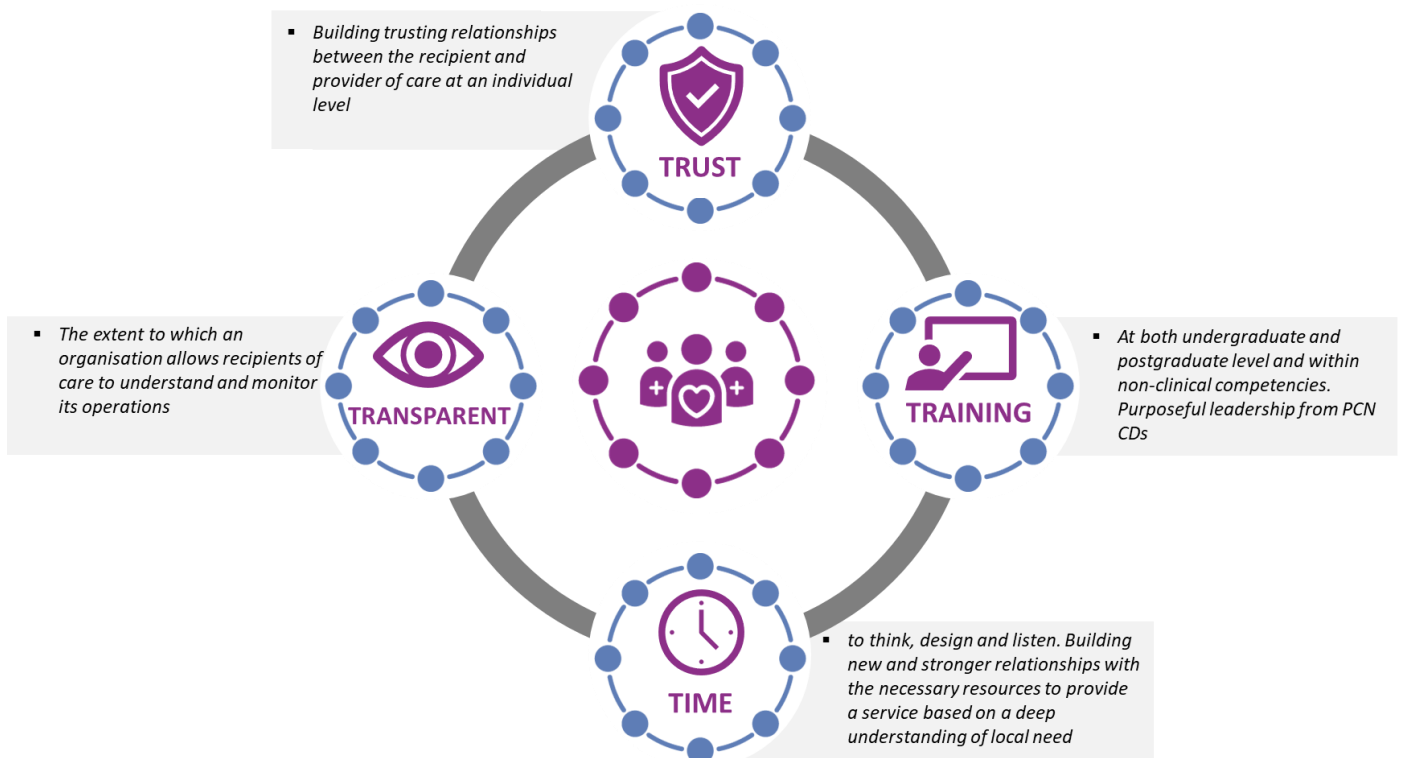 ▪ Building trusting relationships
between the recipient and
provider of care at an individual
level
TRUST
▪ The extent to which an
organisation allows recipients of
care to understand and monitor
its operations
TRANSPARENT
TRAINING
▪ At both undergraduate and
postgraduate level and within
non-clinical competencies.
Purposeful leadership from PCN
CDs
TIME
▪ to think, design and listen. Building
new and stronger relationships with
the necessary resources to provide
a service based on a deep
understanding of local need